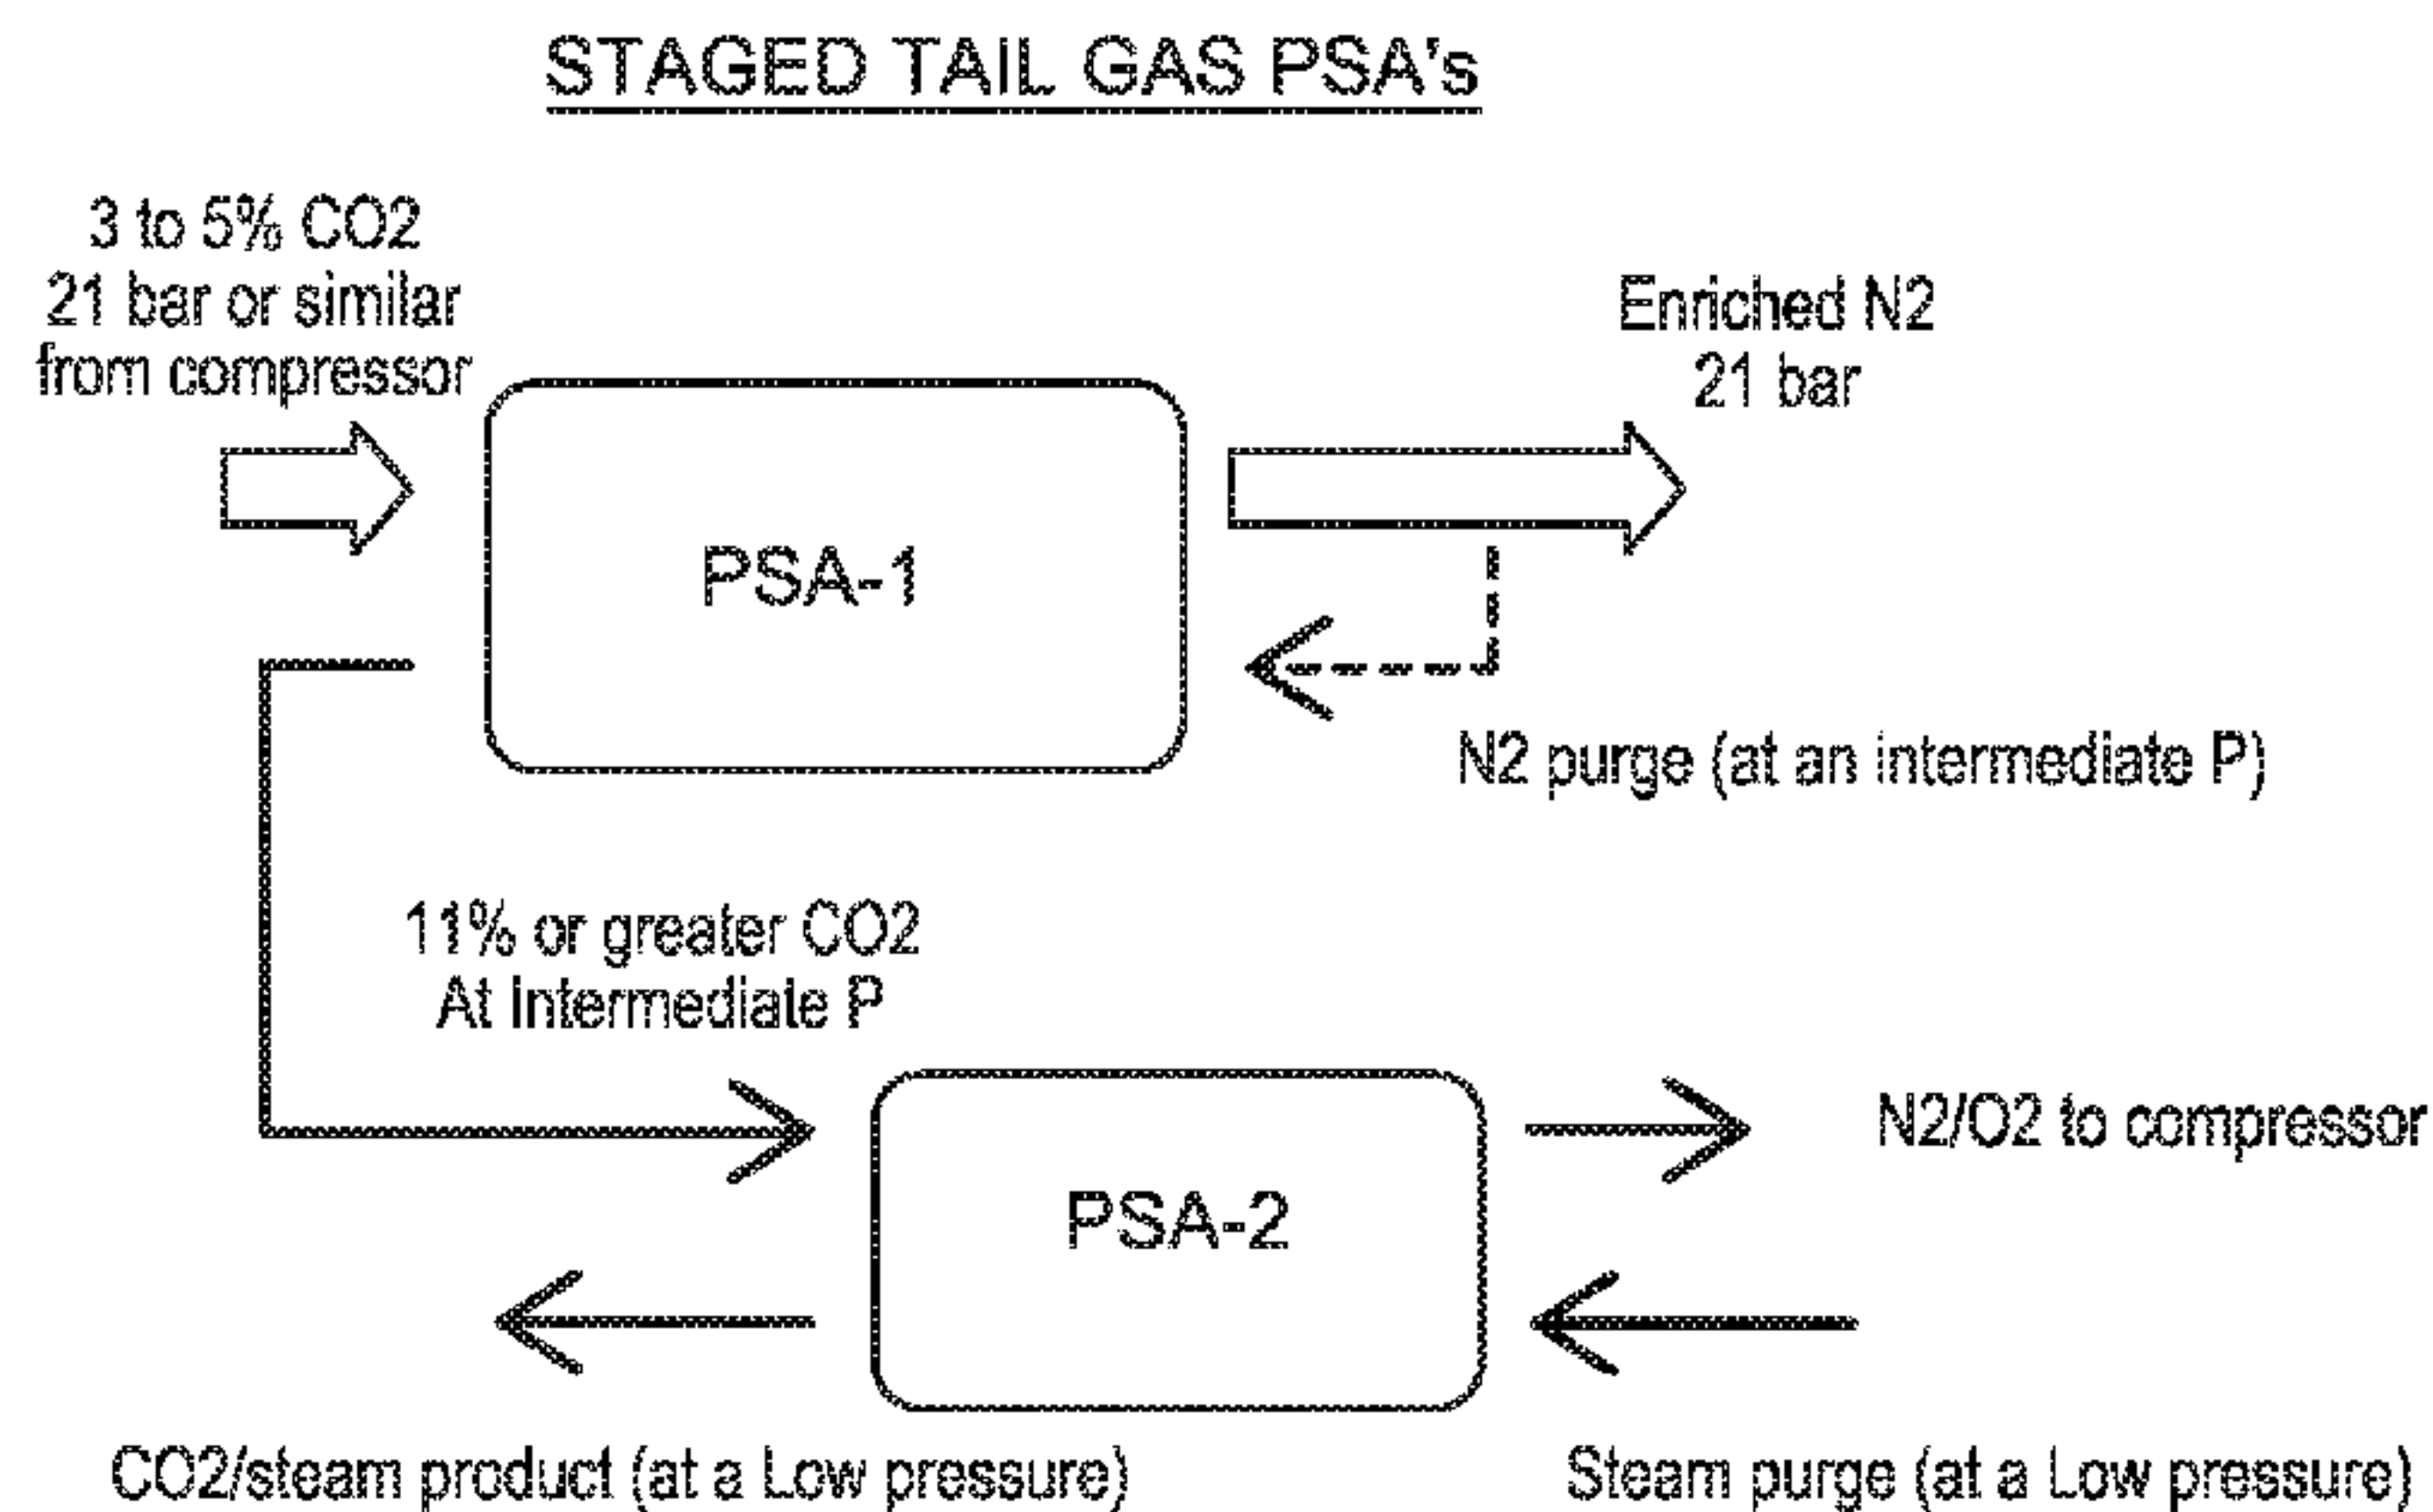 STAGED TAIL GAS PSA's
3 to 5% CO2
21 bar or similar
from compressor
Enriched N2
21 bar
PSA-1
N2 purge (at an intermediate P)
11% or greater CO2
At Intermediate P
N2/O2 to compressor
PSA-2
CO2/steam product (at a Low pressure)
Steam purge (at a Low pressure)